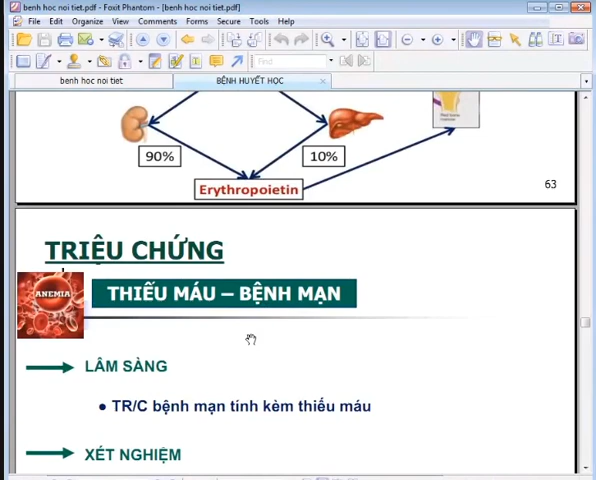 benh hoc noi tiet.pdf - Foxit Phantom - [benh hoc noi tiet.pdf]
File Edit Organize View Comments Forms Secure Tools Help
Find
benh hoc noi tiet
BỆNH HUYẾT HỌC
90%
10%
Erythropoietin
63
TRIỆU CHỨNG
ANEMIA
THIẾU MÁU – BỆNH MẠN
LÂM SÀNG
● TR/C bệnh mạn tính kèm thiếu máu
XÉT NGHIỆM